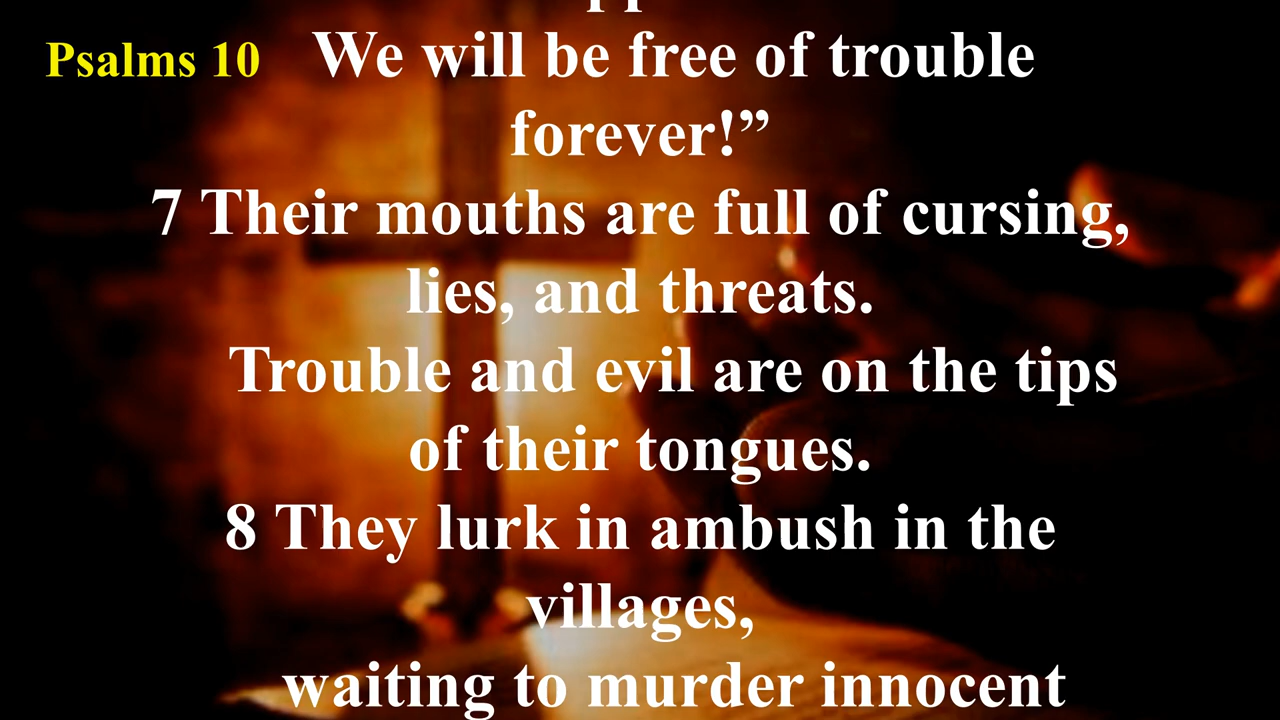 Psalms 10
We will be free of trouble
forever!”
7 Their mouths are full of cursing,
lies, and threats.
Trouble and evil are on the tips
of their tongues.
8 They lurk in ambush in the
villages,
waiting to murder innocent